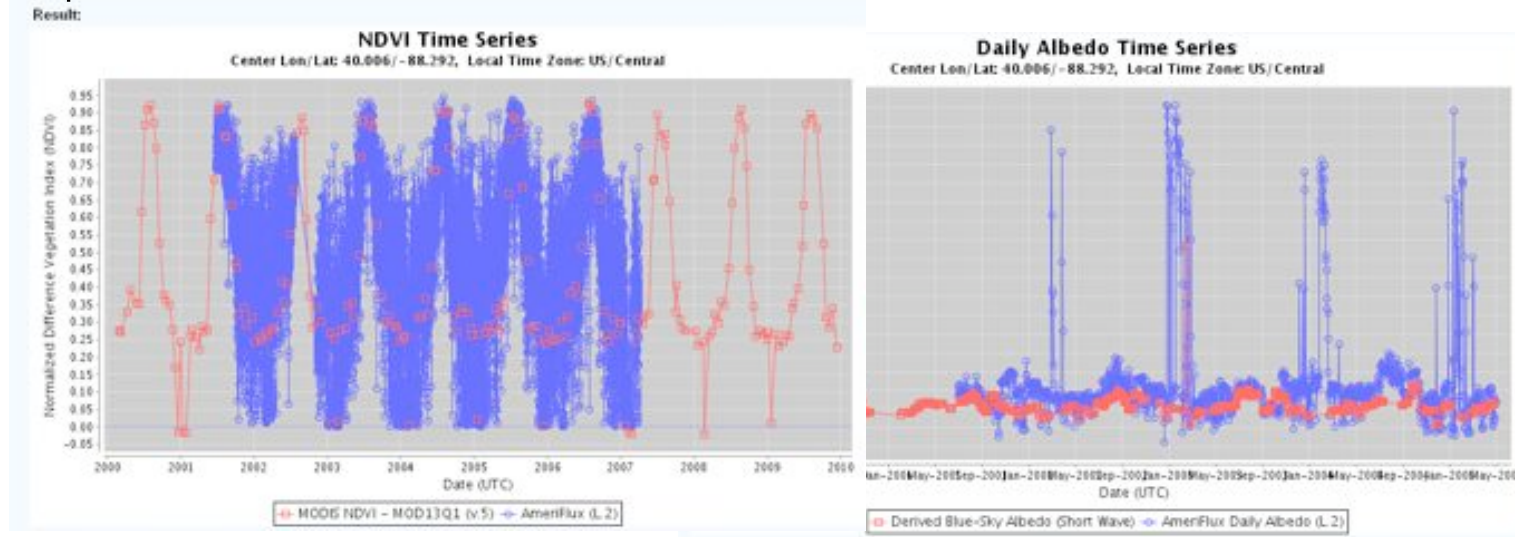 Result:
NDVI Time Series
Center Lon/Lat: 40.006/-88.292, Local Time Zone: US/Central
Normalized Difference Vegetation Index (NDVI)
0.95
0.90
0.85
0.80
0.75
0.70
0.65
0.60
0.55
0.50
0.45
0.40
0.35
0.30
0.25
0.20
0.15
0.10
0.05
0.00
-0.05
2000 2001 2002 2003 2004 2005 2006 2007 2008 2009 2010
Date (UTC)
MODIS NDVI - MOD13Q1 (v.5) AmeriFlux (L.2)
Daily Albedo Time Series
Center Lon/Lat: 40.006/-88.292, Local Time Zone: US/Central
Date (UTC)
Derived Blue-Sky Albedo (Short Wave) AmeriFlux Daily Albedo (L.2)